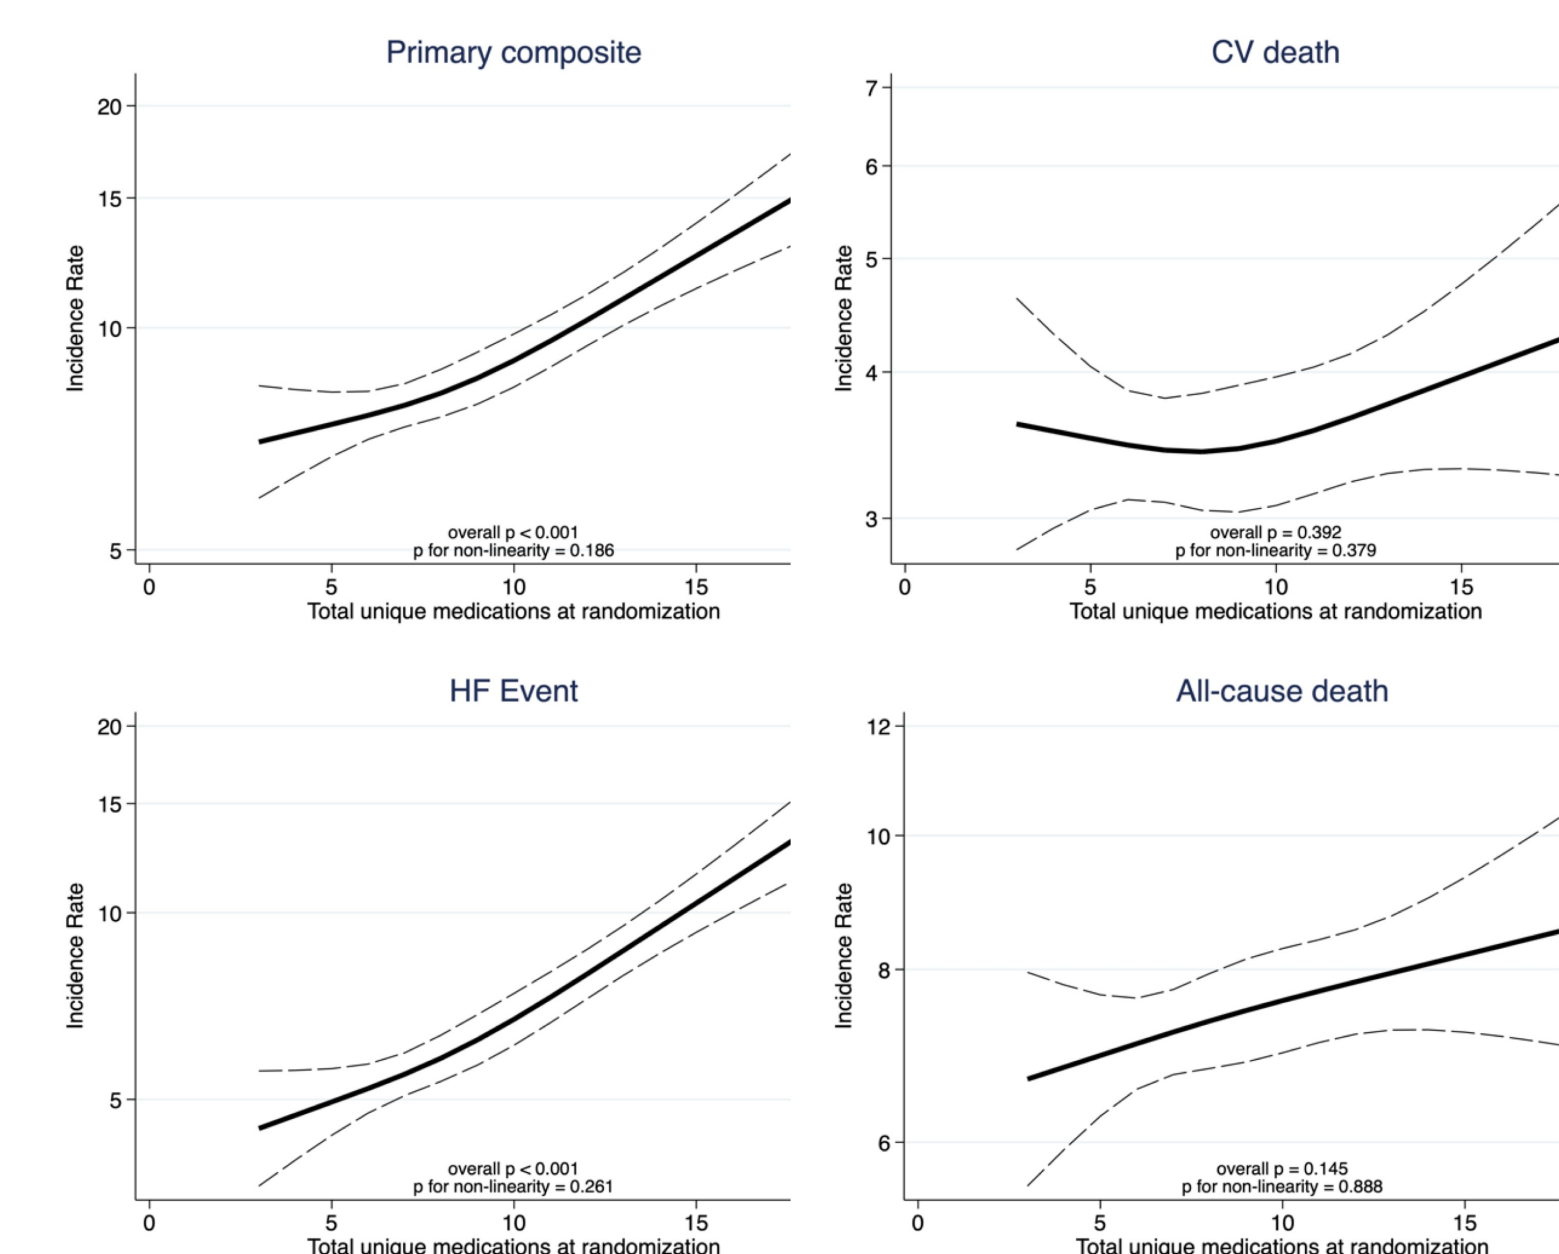 Primary composite
20
15
10
5
Incidence Rate
overall p < 0.001
p for non-linearity = 0.186
0 5 10 15
Total unique medications at randomization
CV death
7
6
5
4
3
Incidence Rate
overall p = 0.392
p for non-linearity = 0.379
0 5 10 15
Total unique medications at randomization
HF Event
20
15
10
5
Incidence Rate
overall p < 0.001
p for non-linearity = 0.261
0 5 10 15
Total unique medications at randomization
All-cause death
12
10
8
6
Incidence Rate
overall p = 0.145
p for non-linearity = 0.888
0 5 10 15
Total unique medications at randomization